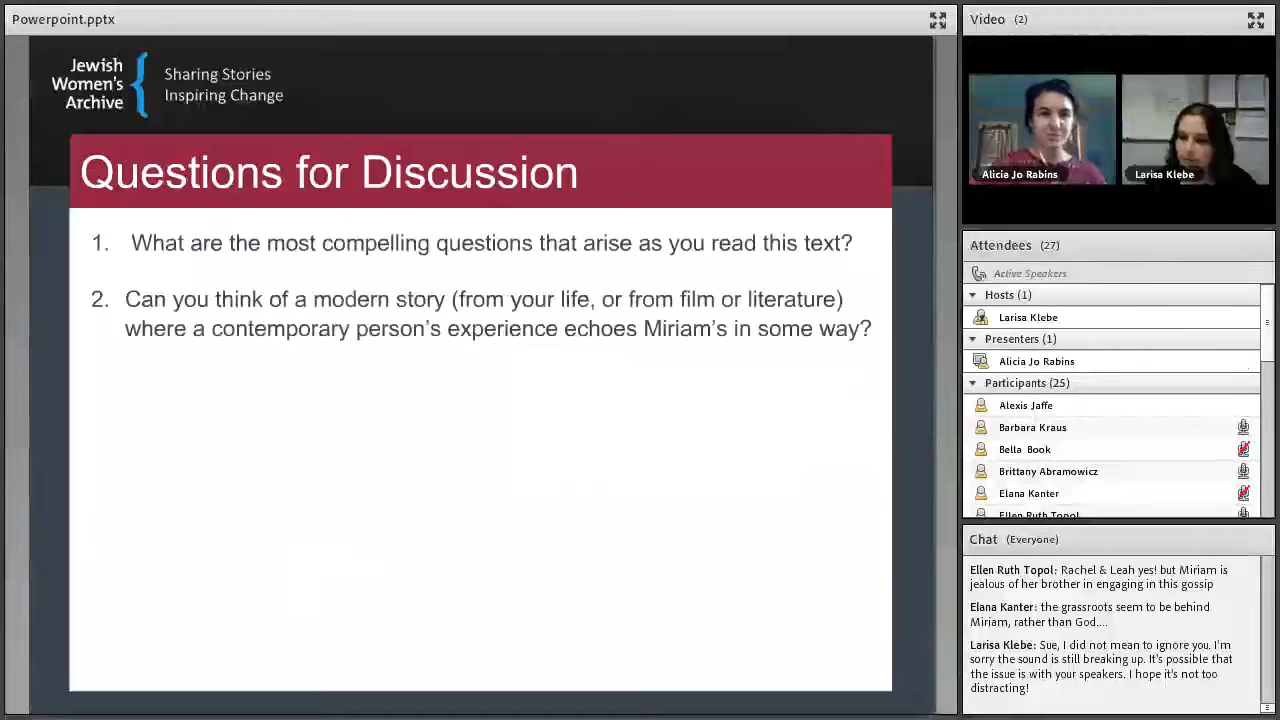 Powerpoint.pptx
Jewish
Women's
Archive
Sharing Stories
Inspiring Change
Questions for Discussion
1. What are the most compelling questions that arise as you read this text?
2. Can you think of a modern story (from your life, or from film or literature)
where a contemporary person's experience echoes Miriam's in some way?
Video (2)
Alicia Jo Rabins
Larisa Klebe
Attendees (27)
Active Speakers
Hosts (1)
Larisa Klebe
Presenters (1)
Alicia Jo Rabins
Participants (25)
Alexis Jaffe
Barbara Kraus
Bella Book
Brittany Abramowicz
Elana Kanter
Ellen Ruth Topol
Chat (Everyone)
Ellen Ruth Topol: Rachel & Leah yes! but Miriam is
jealous of her brother in engaging in this gossip
Elana Kanter: the grassroots seem to be behind
Miriam, rather than God....
Larisa Klebe: Sue, I did not mean to ignore you. I'm
sorry the sound is still breaking up. It's possible that
the issue is with your speakers. I hope it's not too
distracting!